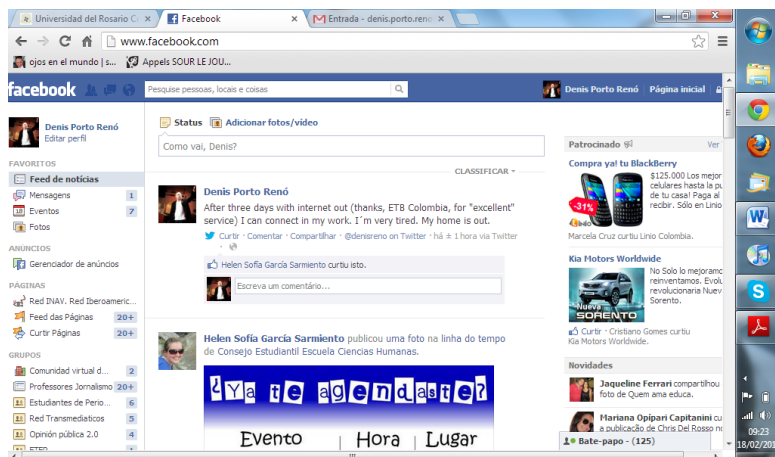 Universidad del Rosario Co
Facebook
Entrada - denis.porto.reno
www.facebook.com
ojos en el mundo | s...
Appels SOUR LE JOU...
facebook
Pesquise pessoas, locais e coisas
Denis Porto Renó
Página inicial
Denis Porto Renó
Editar perfil
FAVORITOS
Feed de notícias
Mensagens 1
Eventos 7
Fotos
ANÚNCIOS
Gerenciador de anúncios
PÁGINAS
Red INAV. Red Iberoameric...
Feed das Páginas 20+
Curtir Páginas 20+
GRUPOS
Comunidad virtual d... 2
Professores Jornalismo 20+
Estudiantes de Perio... 6
Red Transmediaticos 5
Opinión pública 2.0 4
Status Adicionar fotos/vídeo
Como vai, Denis?
CLASSIFICAR
Denis Porto Renó
After three days with internet out (thanks, ETB Colombia, for "excellent"
service) I can connect in my work. I´m very tired. My home is out.
Curtir · Comentar · Compartilhar · @denisreno on Twitter · há ± 1 hora via Twitter
Helen Sofía García Sarmiento curtiu isto.
Escreva um comentário...
Helen Sofía García Sarmiento publicou uma foto na linha do tempo
de Consejo Estudiantil Escuela Ciencias Humanas.
¿Ya te agendaste?
Evento | Hora | Lugar
Patrocinado Ver
Compra ya! tu BlackBerry
$125.000 Los mejor
celulares hasta la pu
de tu casa! Paga al
recibir. Sólo en Linio
-31%
Linio
Marcela Cruz curtiu Linio Colombia.
Kia Motors Worldwide
No Solo lo mejoramo
reinventamos. Evolu
revolucionaria Nuev
Sorento.
Nueva
SORENTO
Curtir · Cristiano Gomes curtiu
Kia Motors Worldwide.
Novidades
Jaqueline Ferrari compartilhou
foto de Quem ama educa.
Mariana Opípari Capitanini cu
a publicação de Chris Del Rosso no
Bate-papo - (125)
09:23
18/02/201